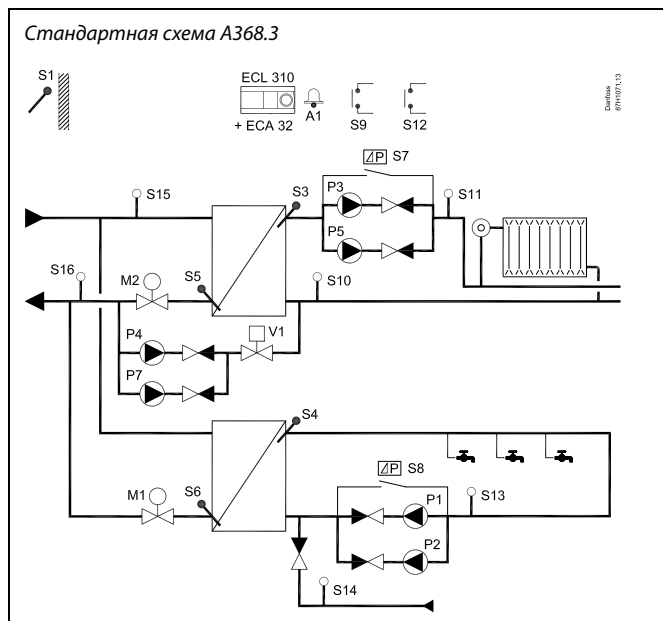 Стандартная схема A368.3
S1
ECL 310
+ ECA 32
A1
S9
S12
Danfoss
87H1071.13
S7
P
P3
S3
S15
S11
P5
S16
M2
S5
S10
P4
V1
P7
S4
P
S8
M1
S6
P1
S13
P2
S14